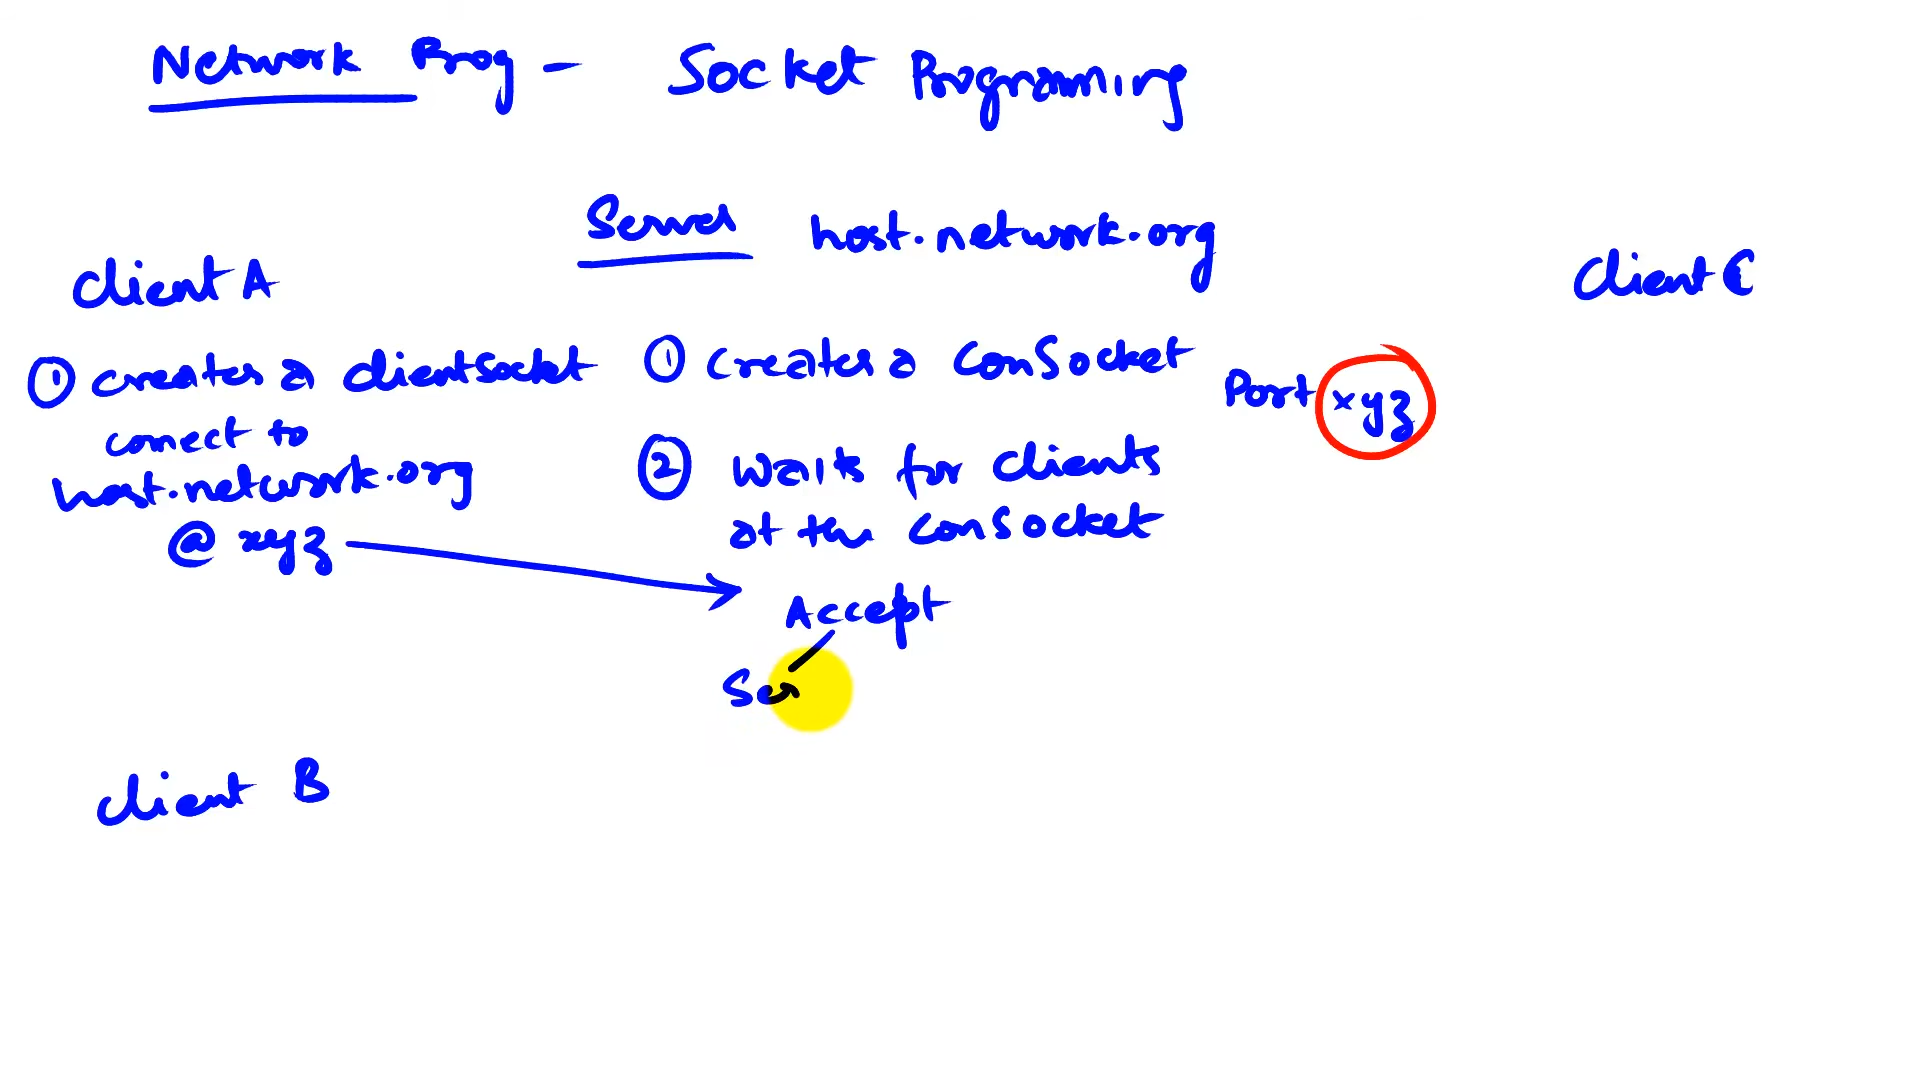 Network Prog - Socket Programming
Server host.network.org
Client A
Client C
① creates a clientsocket
connect to
host.network.org
@ xyz
① creates a ConSocket
Port xyz
② waits for clients
at the ConSocket
Accept
Ser
Client B